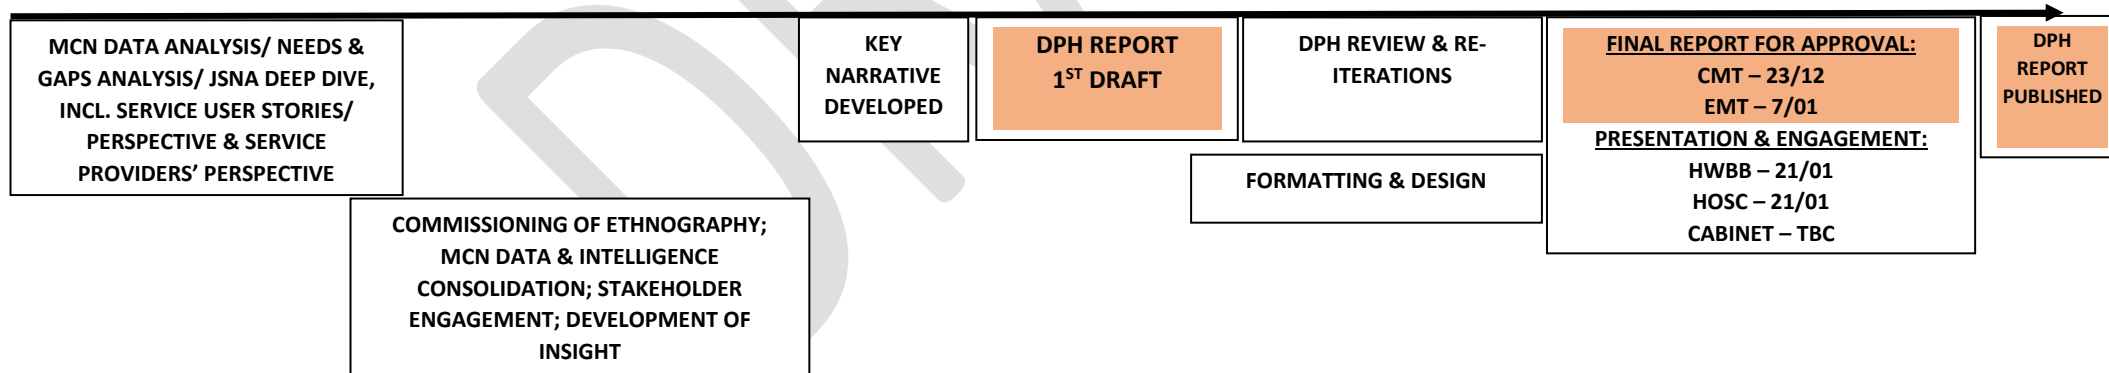 MCN DATA ANALYSIS/ NEEDS &
GAPS ANALYSIS/ JSNA DEEP DIVE,
INCL. SERVICE USER STORIES/
PERSPECTIVE & SERVICE
PROVIDERS’ PERSPECTIVE
COMMISSIONING OF ETHNOGRAPHY;
MCN DATA & INTELLIGENCE
CONSOLIDATION; STAKEHOLDER
ENGAGEMENT; DEVELOPMENT OF
INSIGHT
KEY
NARRATIVE
DEVELOPED
DPH REPORT
1ST DRAFT
DPH REVIEW & RE-
ITERATIONS
FORMATTING & DESIGN
FINAL REPORT FOR APPROVAL:
CMT – 23/12
EMT – 7/01
PRESENTATION & ENGAGEMENT:
HWBB – 21/01
HOSC – 21/01
CABINET – TBC
DPH
REPORT
PUBLISHED